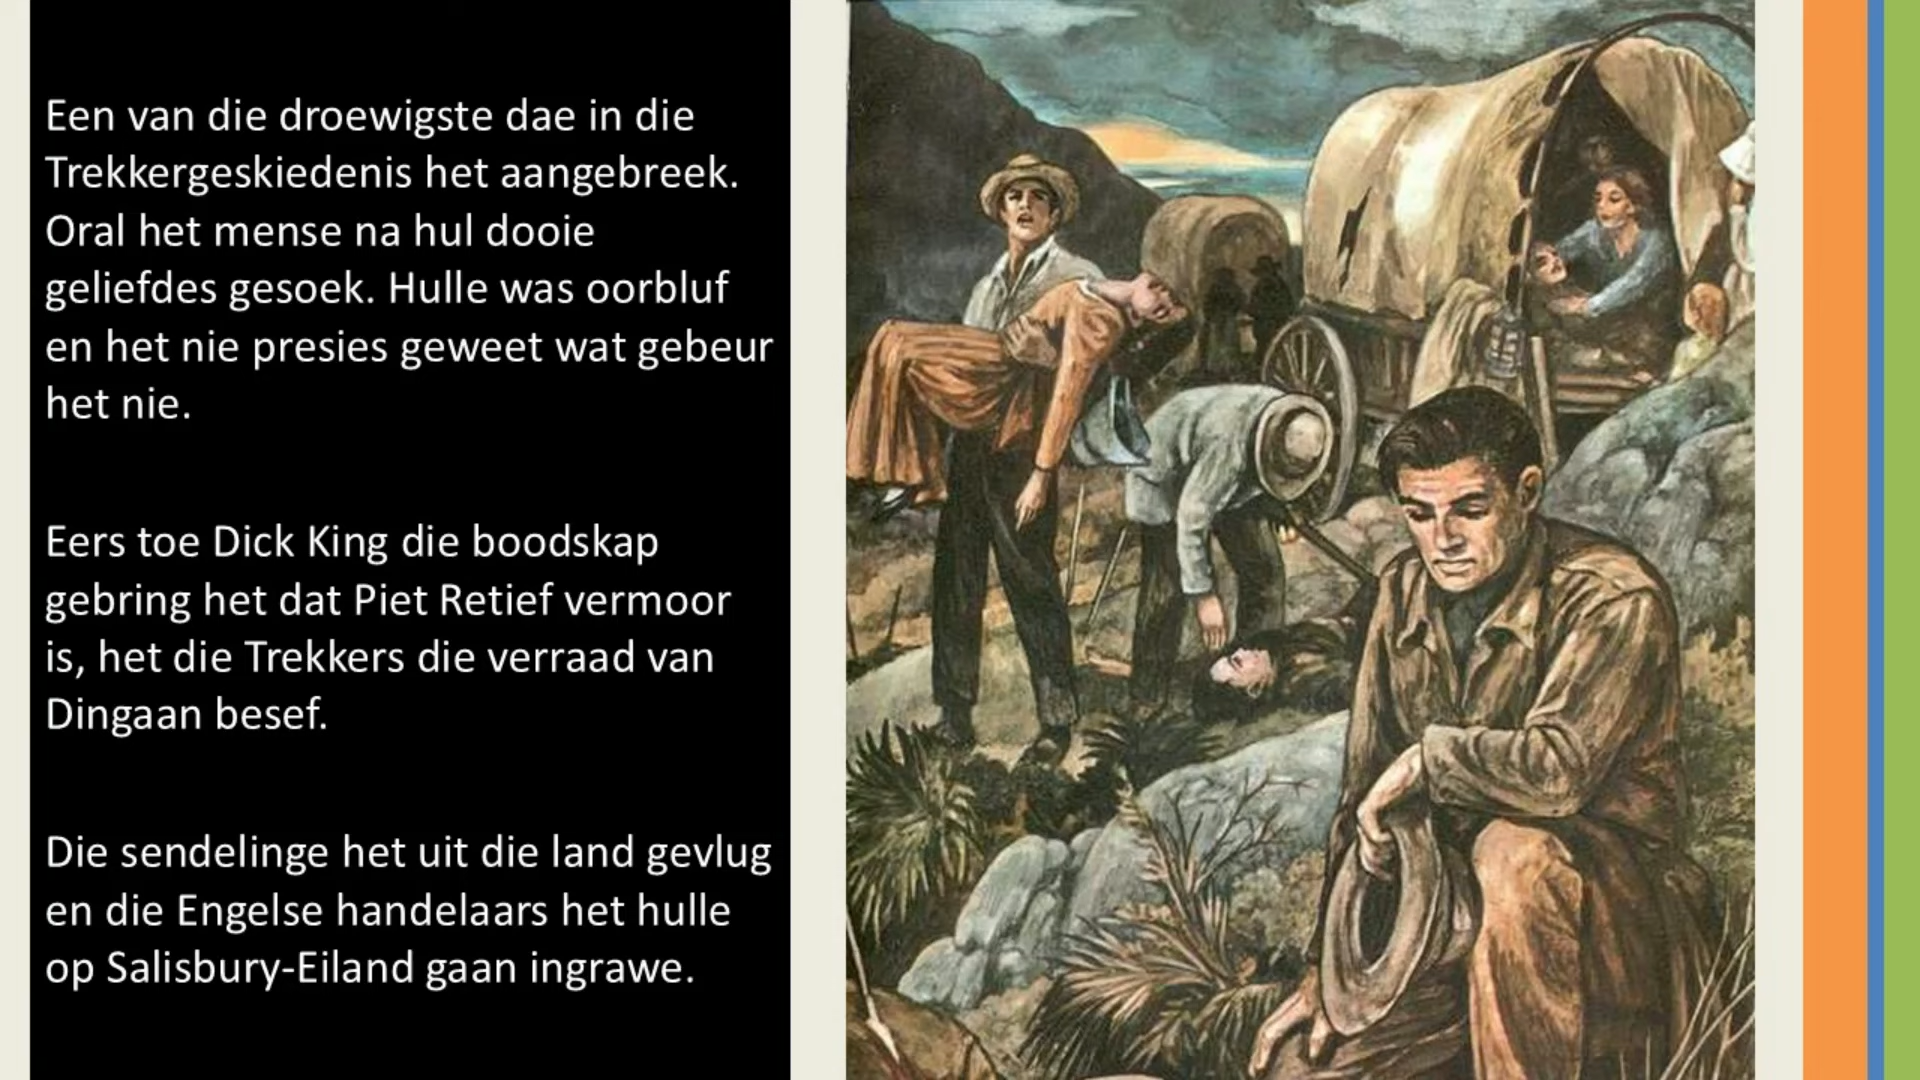 Een van die droewigste dae in die
Trekkergeskiedenis het aangebreek.
Oral het mense na hul dooie
geliefdes gesoek. Hulle was oorbluf
en het nie presies geweet wat gebeur
het nie.
Eers toe Dick King die boodskap
gebring het dat Piet Retief vermoor
is, het die Trekkers die verraad van
Dingaan besef.
Die sendelinge het uit die land gevlug
en die Engelse handelaars het hulle
op Salisbury-Eiland gaan ingrawe.